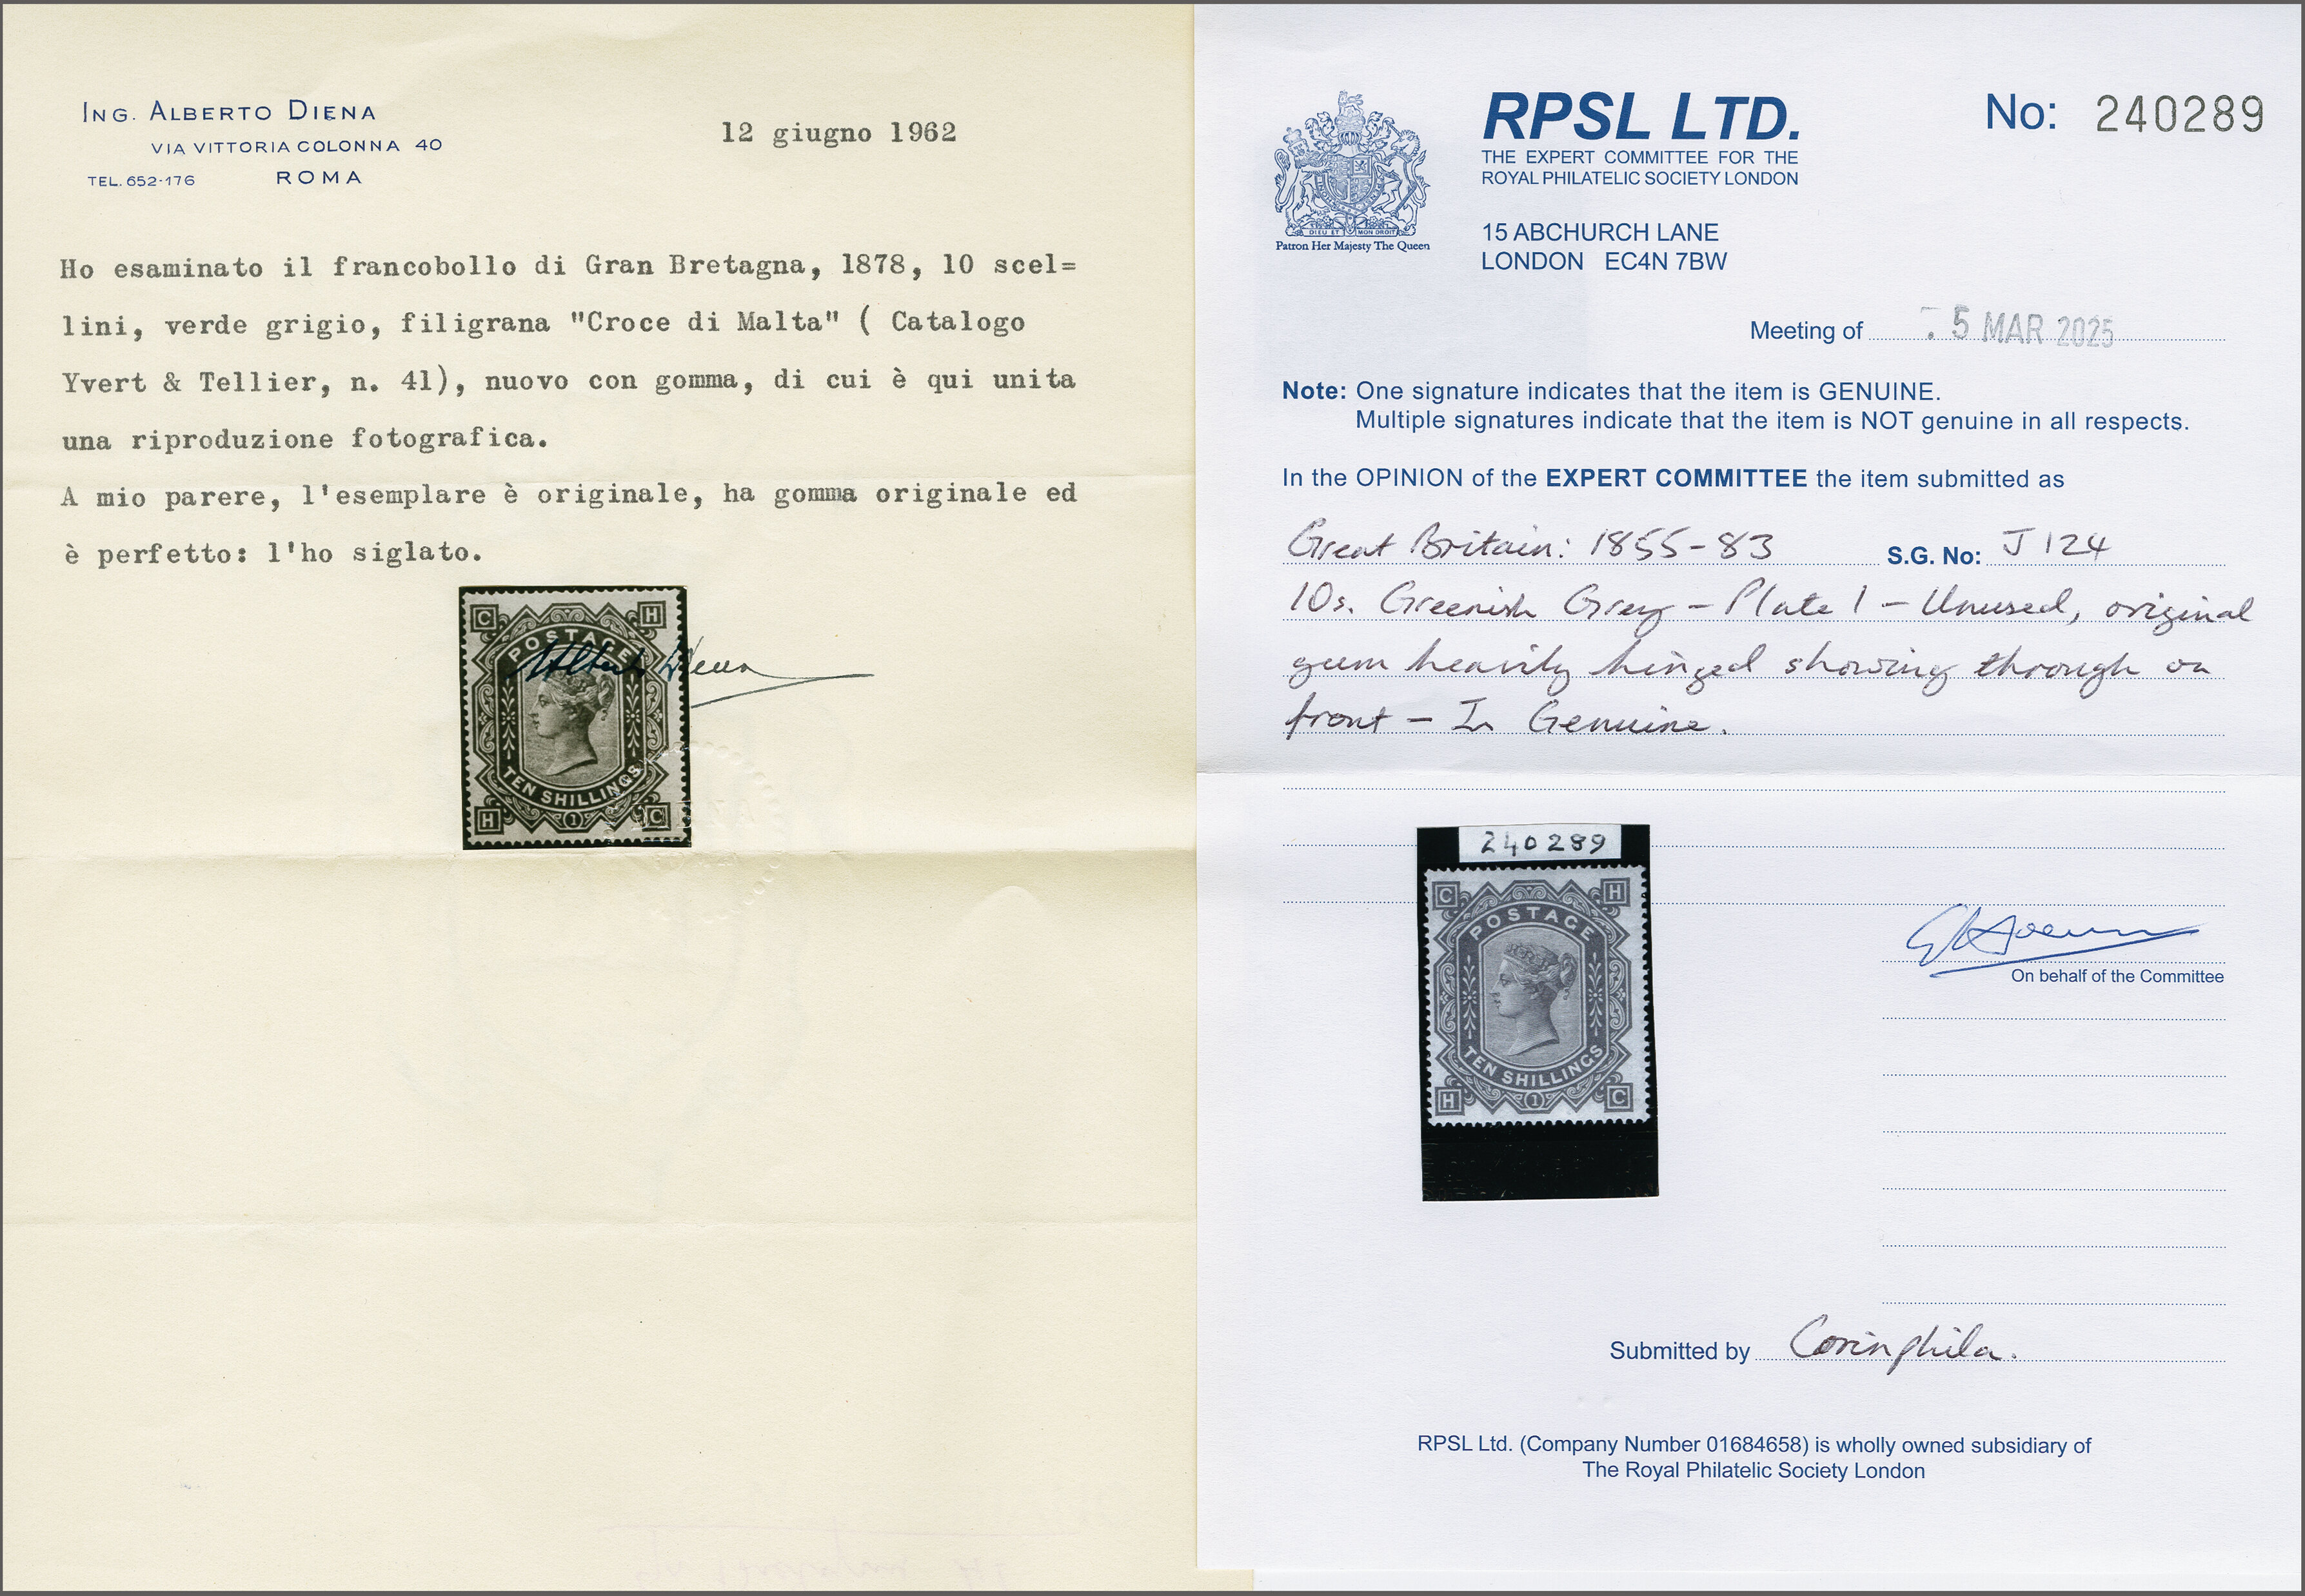 ING. ALBERTO DIENA
VIA VITTORIA COLONNA 40
TEL. 652-176 ROMA
12 giugno 1962
Ho esaminato il francobollo di Gran Bretagna, 1878, 10 scel=
lini, verde grigio, filigrana "Croce di Malta" ( Catalogo
Yvert & Tellier, n. 41), nuovo con gomma, di cui è qui unita
una riproduzione fotografica.
A mio parere, l'esemplare è originale, ha gomma originale ed
è perfetto: l'ho siglato.
C H
POSTAGE
Alberto Diena
TEN SHILLINGS
H 1 C
RPSL LTD.
THE EXPERT COMMITTEE FOR THE
ROYAL PHILATELIC SOCIETY LONDON
No: 240289
DIEU ET MON DROIT
Patron Her Majesty The Queen
15 ABCHURCH LANE
LONDON EC4N 7BW
Meeting of 5 MAR 2025
Note: One signature indicates that the item is GENUINE.
Multiple signatures indicate that the item is NOT genuine in all respects.
In the OPINION of the EXPERT COMMITTEE the item submitted as
Great Britain: 1855-83 S.G. No: J124
10s. Greenish Grey - Plate 1 - Unused, original
gum heavily hinged showing through on
front - Is Genuine.
240289
C H
POSTAGE
TEN SHILLINGS
H 1 C
On behalf of the Committee
Submitted by Corinphila.
RPSL Ltd. (Company Number 01684658) is wholly owned subsidiary of
The Royal Philatelic Society London